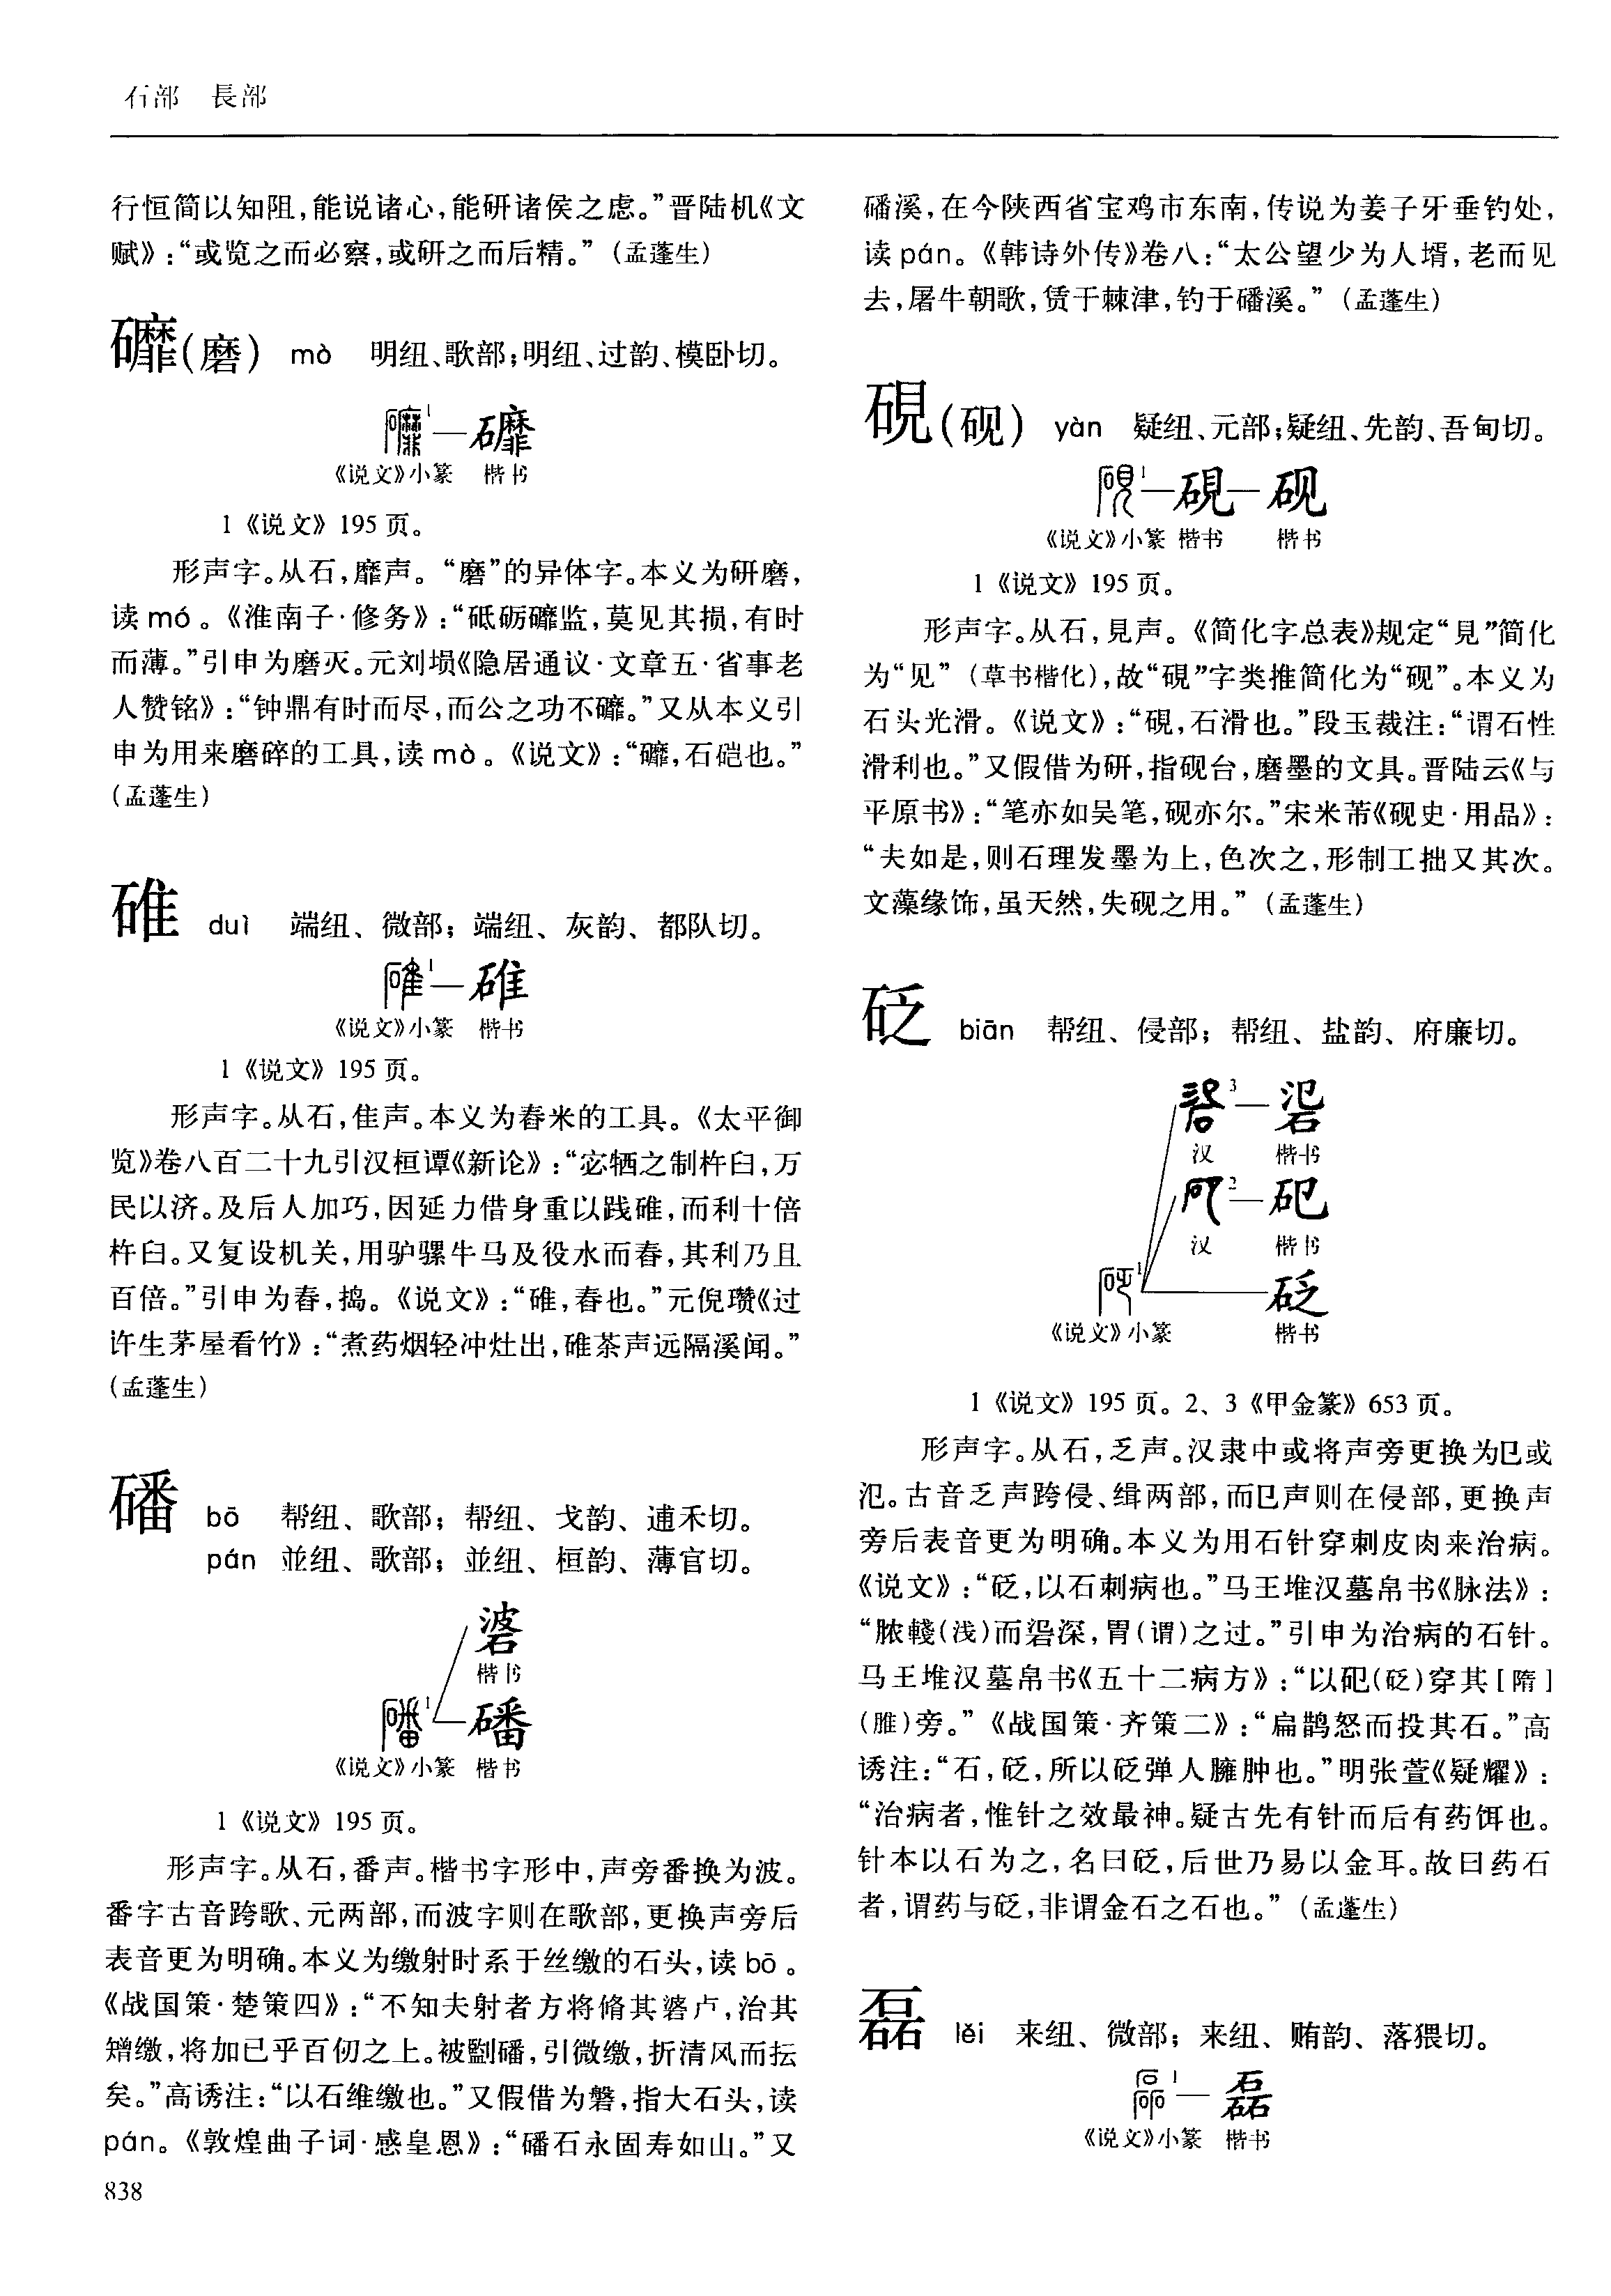 石部　長部
行恒简以知阻,能说诸心,能研诸侯之虑。”晋陆机《文
赋》:“或览之而必察,或研之而后精。”(孟蓬生)
䃺(磨) mò 明纽、歌部;明纽、过韵、模卧切。
1—䃺
《说文》小篆 楷书
1《说文》195页。
形声字。从石,靡声。“磨”的异体字。本义为研磨,
读mó。《淮南子·修务》:“砥砺䃺监,莫见其损,有时
而薄。”引申为磨灭。元刘埙《隐居通议·文章五·省事老
人赞铭》:“钟鼎有时而尽,而公之功不䃺。”又从本义引
申为用来磨碎的工具,读mò。《说文》:“䃺,石硙也。”
(孟蓬生)
碓 duì 端纽、微部;端纽、灰韵、都队切。
1—碓
《说文》小篆 楷书
1《说文》195页。
形声字。从石,隹声。本义为舂米的工具。《太平御
览》卷八百二十九引汉桓谭《新论》:“宓牺之制杵臼,万
民以济。及后人加巧,因延力借身重以践碓,而利十倍
杵臼。又复设机关,用驴骡牛马及役水而舂,其利乃且
百倍。”引申为舂,捣。《说文》:“碓,舂也。”元倪瓒《过
许生茅屋看竹》:“煮药烟轻冲灶出,碓茶声远隔溪闻。”
(孟蓬生)
磻 bō 帮纽、歌部;帮纽、戈韵、逋禾切。
pán 並纽、歌部;並纽、桓韵、薄官切。
碆
楷书
1—磻
《说文》小篆 楷书
1《说文》195页。
形声字。从石,番声。楷书字形中,声旁番换为波。
番字古音跨歌、元两部,而波字则在歌部,更换声旁后
表音更为明确。本义为缴射时系于丝缴的石头,读bō。
《战国策·楚策四》:“不知夫射者方将脩其碆卢,治其
矰缴,将加已乎百仞之上。被磻,引微缴,折清风而抎
矣。”高诱注:“以石维缴也。”又假借为磐,指大石头,读
pán。《敦煌曲子词·感皇恩》:“磻石永固寿如山。”又
838
磻溪,在今陕西省宝鸡市东南,传说为姜子牙垂钓处,
读pán。《韩诗外传》卷八:“太公望少为人壻,老而见
去,屠牛朝歌,赁于棘津,钓于磻溪。”(孟蓬生)
硯(砚) yàn 疑纽、元部;疑纽、先韵、吾甸切。
1—硯—砚
《说文》小篆 楷书 楷书
1《说文》195页。
形声字。从石,見声。《简化字总表》规定“見”简化
为“见”(草书楷化),故“硯”字类推简化为“砚”。本义为
石头光滑。《说文》:“硯,石滑也。”段玉裁注:“谓石性
滑利也。”又假借为研,指砚台,磨墨的文具。晋陆云《与
平原书》:“笔亦如吴笔,砚亦尔。”宋米芾《砚史·用品》:
“夫如是,则石理发墨为上,色次之,形制工拙又其次。
文藻缘饰,虽天然,失砚之用。”(孟蓬生)
砭 biān 帮纽、侵部;帮纽、盐韵、府廉切。
3—
汉 楷书
2—
汉 楷书
1—砭
《说文》小篆 楷书
1《说文》195页。2、3《甲金篆》653页。
形声字。从石,乏声。汉隶中或将声旁更换为㔾或
氾。古音乏声跨侵、缉两部,而㔾声则在侵部,更换声
旁后表音更为明确。本义为用石针穿刺皮肉来治病。
《说文》:“砭,以石刺病也。”马王堆汉墓帛书《脉法》:
“脓(浅)而深,胃(谓)之过。”引申为治病的石针。
马王堆汉墓帛书《五十二病方》:“以(砭)穿其[隋]
(脽)旁。”《战国策·齐策二》:“扁鹊怒而投其石。”高
诱注:“石,砭,所以砭弹人臃肿也。”明张萱《疑耀》:
“治病者,惟针之效最神。疑古先有针而后有药饵也。
针本以石为之,名曰砭,后世乃易以金耳。故曰药石
者,谓药与砭,非谓金石之石也。”(孟蓬生)
磊 lěi 来纽、微部;来纽、贿韵、落猥切。
1—磊
《说文》小篆 楷书